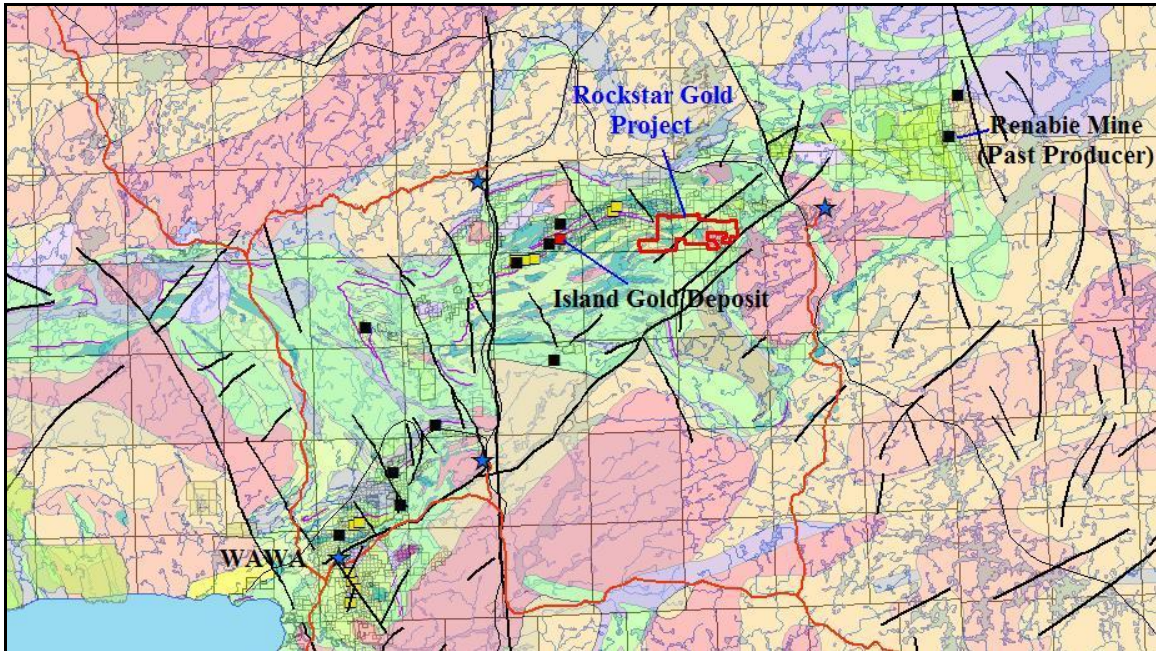 Rockstar Gold
Project
Renabie Mine
(Past Producer)
Island Gold Deposit
WAWA